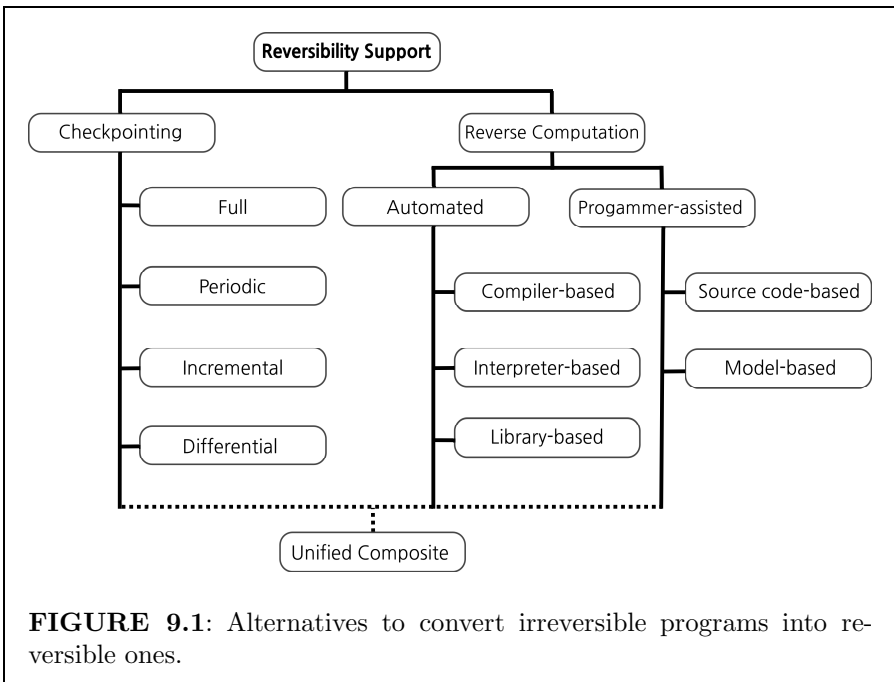 Reversibility Support
Checkpointing
Reverse Computation
Full
Automated
Progammer-assisted
Periodic
Compiler-based
Source code-based
Incremental
Interpreter-based
Model-based
Differential
Library-based
Unified Composite
FIGURE 9.1: Alternatives to convert irreversible programs into re-
versible ones.